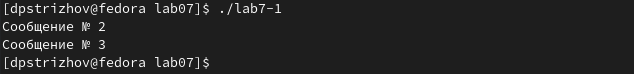 [dpstrizhov@fedora lab07]$ ./lab7-1
Сообщение № 2
Сообщение № 3
[dpstrizhov@fedora lab07]$